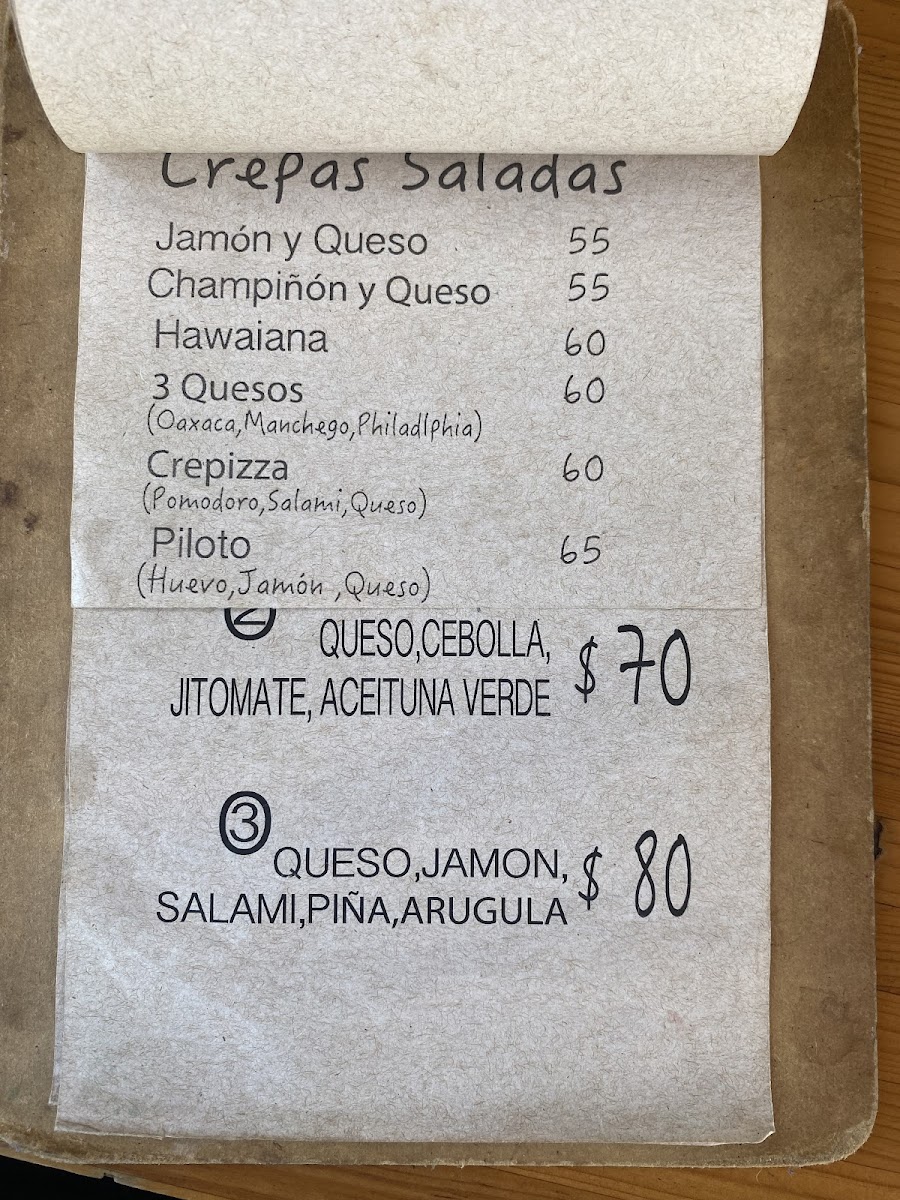 Crepas Saladas
Jamón y Queso 55
Champiñón y Queso 55
Hawaiana 60
3 Quesos 60
(Oaxaca,Manchego,Philadlphia)
Crepizza 60
(Pomodoro,Salami,Queso)
Piloto 65
(Huevo,Jamón,Queso)
2
QUESO,CEBOLLA, $ 70
JITOMATE, ACEITUNA VERDE
3
QUESO,JAMON, $ 80
SALAMI,PIÑA,ARUGULA